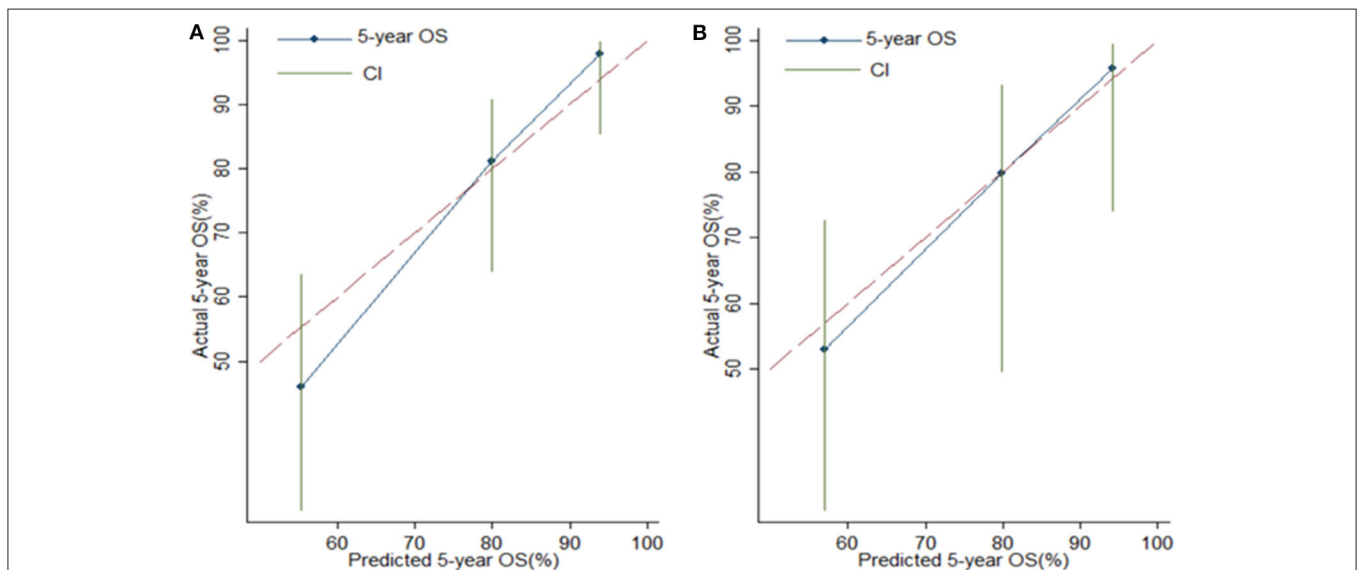 A
5-year OS
CI
100
90
80
70
60
50
Actual 5-year OS(%)
60 80 90 100
Predicted 5-year OS(%)
B
5-year OS
CI
100
90
80
70
60
50
Actual 5-year OS(%)
60 70 80 90 100
Predicted 5-year OS(%)